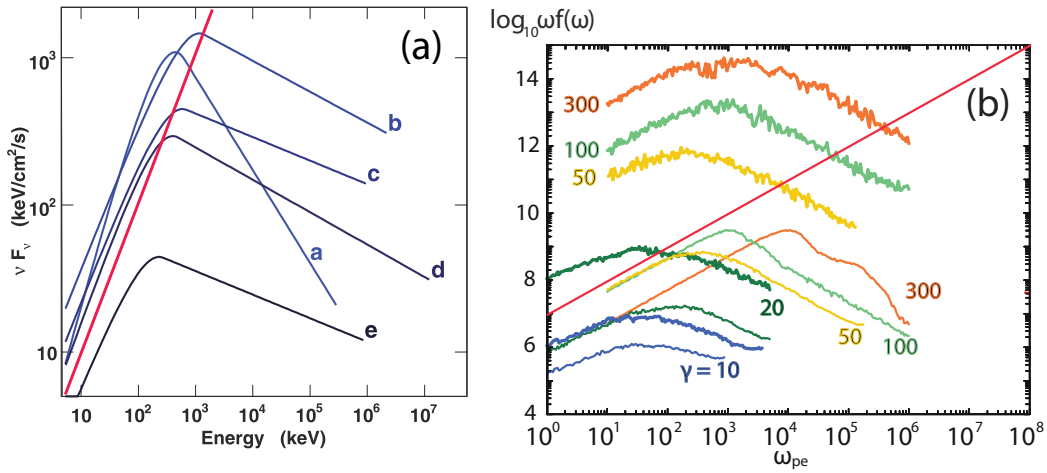 (a)
10³
10²
10
ν Fᵥ (keV/cm²/s)
a
b
c
d
e
10 10² 10³ 10⁴ 10⁵ 10⁶ 10⁷
Energy (keV)
log₁₀ωf(ω)
(b)
14
12
10
8
6
4
300
100
50
20
γ = 10
300
100
50
10⁰ 10¹ 10² 10³ 10⁴ 10⁵ 10⁶ 10⁷ 10⁸
ωpe